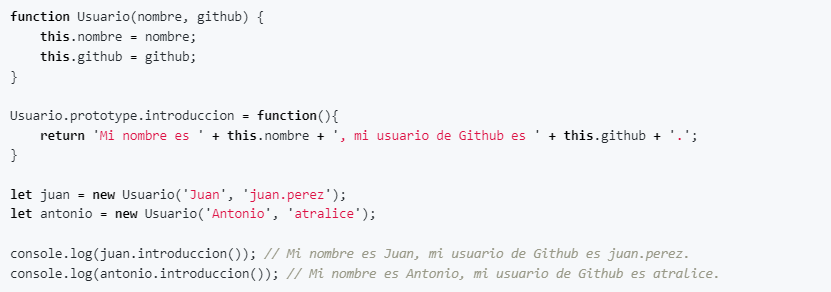 function Usuario(nombre, github) {
    this.nombre = nombre;
    this.github = github;
}

Usuario.prototype.introduccion = function(){
    return 'Mi nombre es ' + this.nombre + ', mi usuario de Github es ' + this.github + '.';
}

let juan = new Usuario('Juan', 'juan.perez');
let antonio = new Usuario('Antonio', 'atralice');

console.log(juan.introduccion()); // Mi nombre es Juan, mi usuario de Github es juan.perez.
console.log(antonio.introduccion()); // Mi nombre es Antonio, mi usuario de Github es atralice.